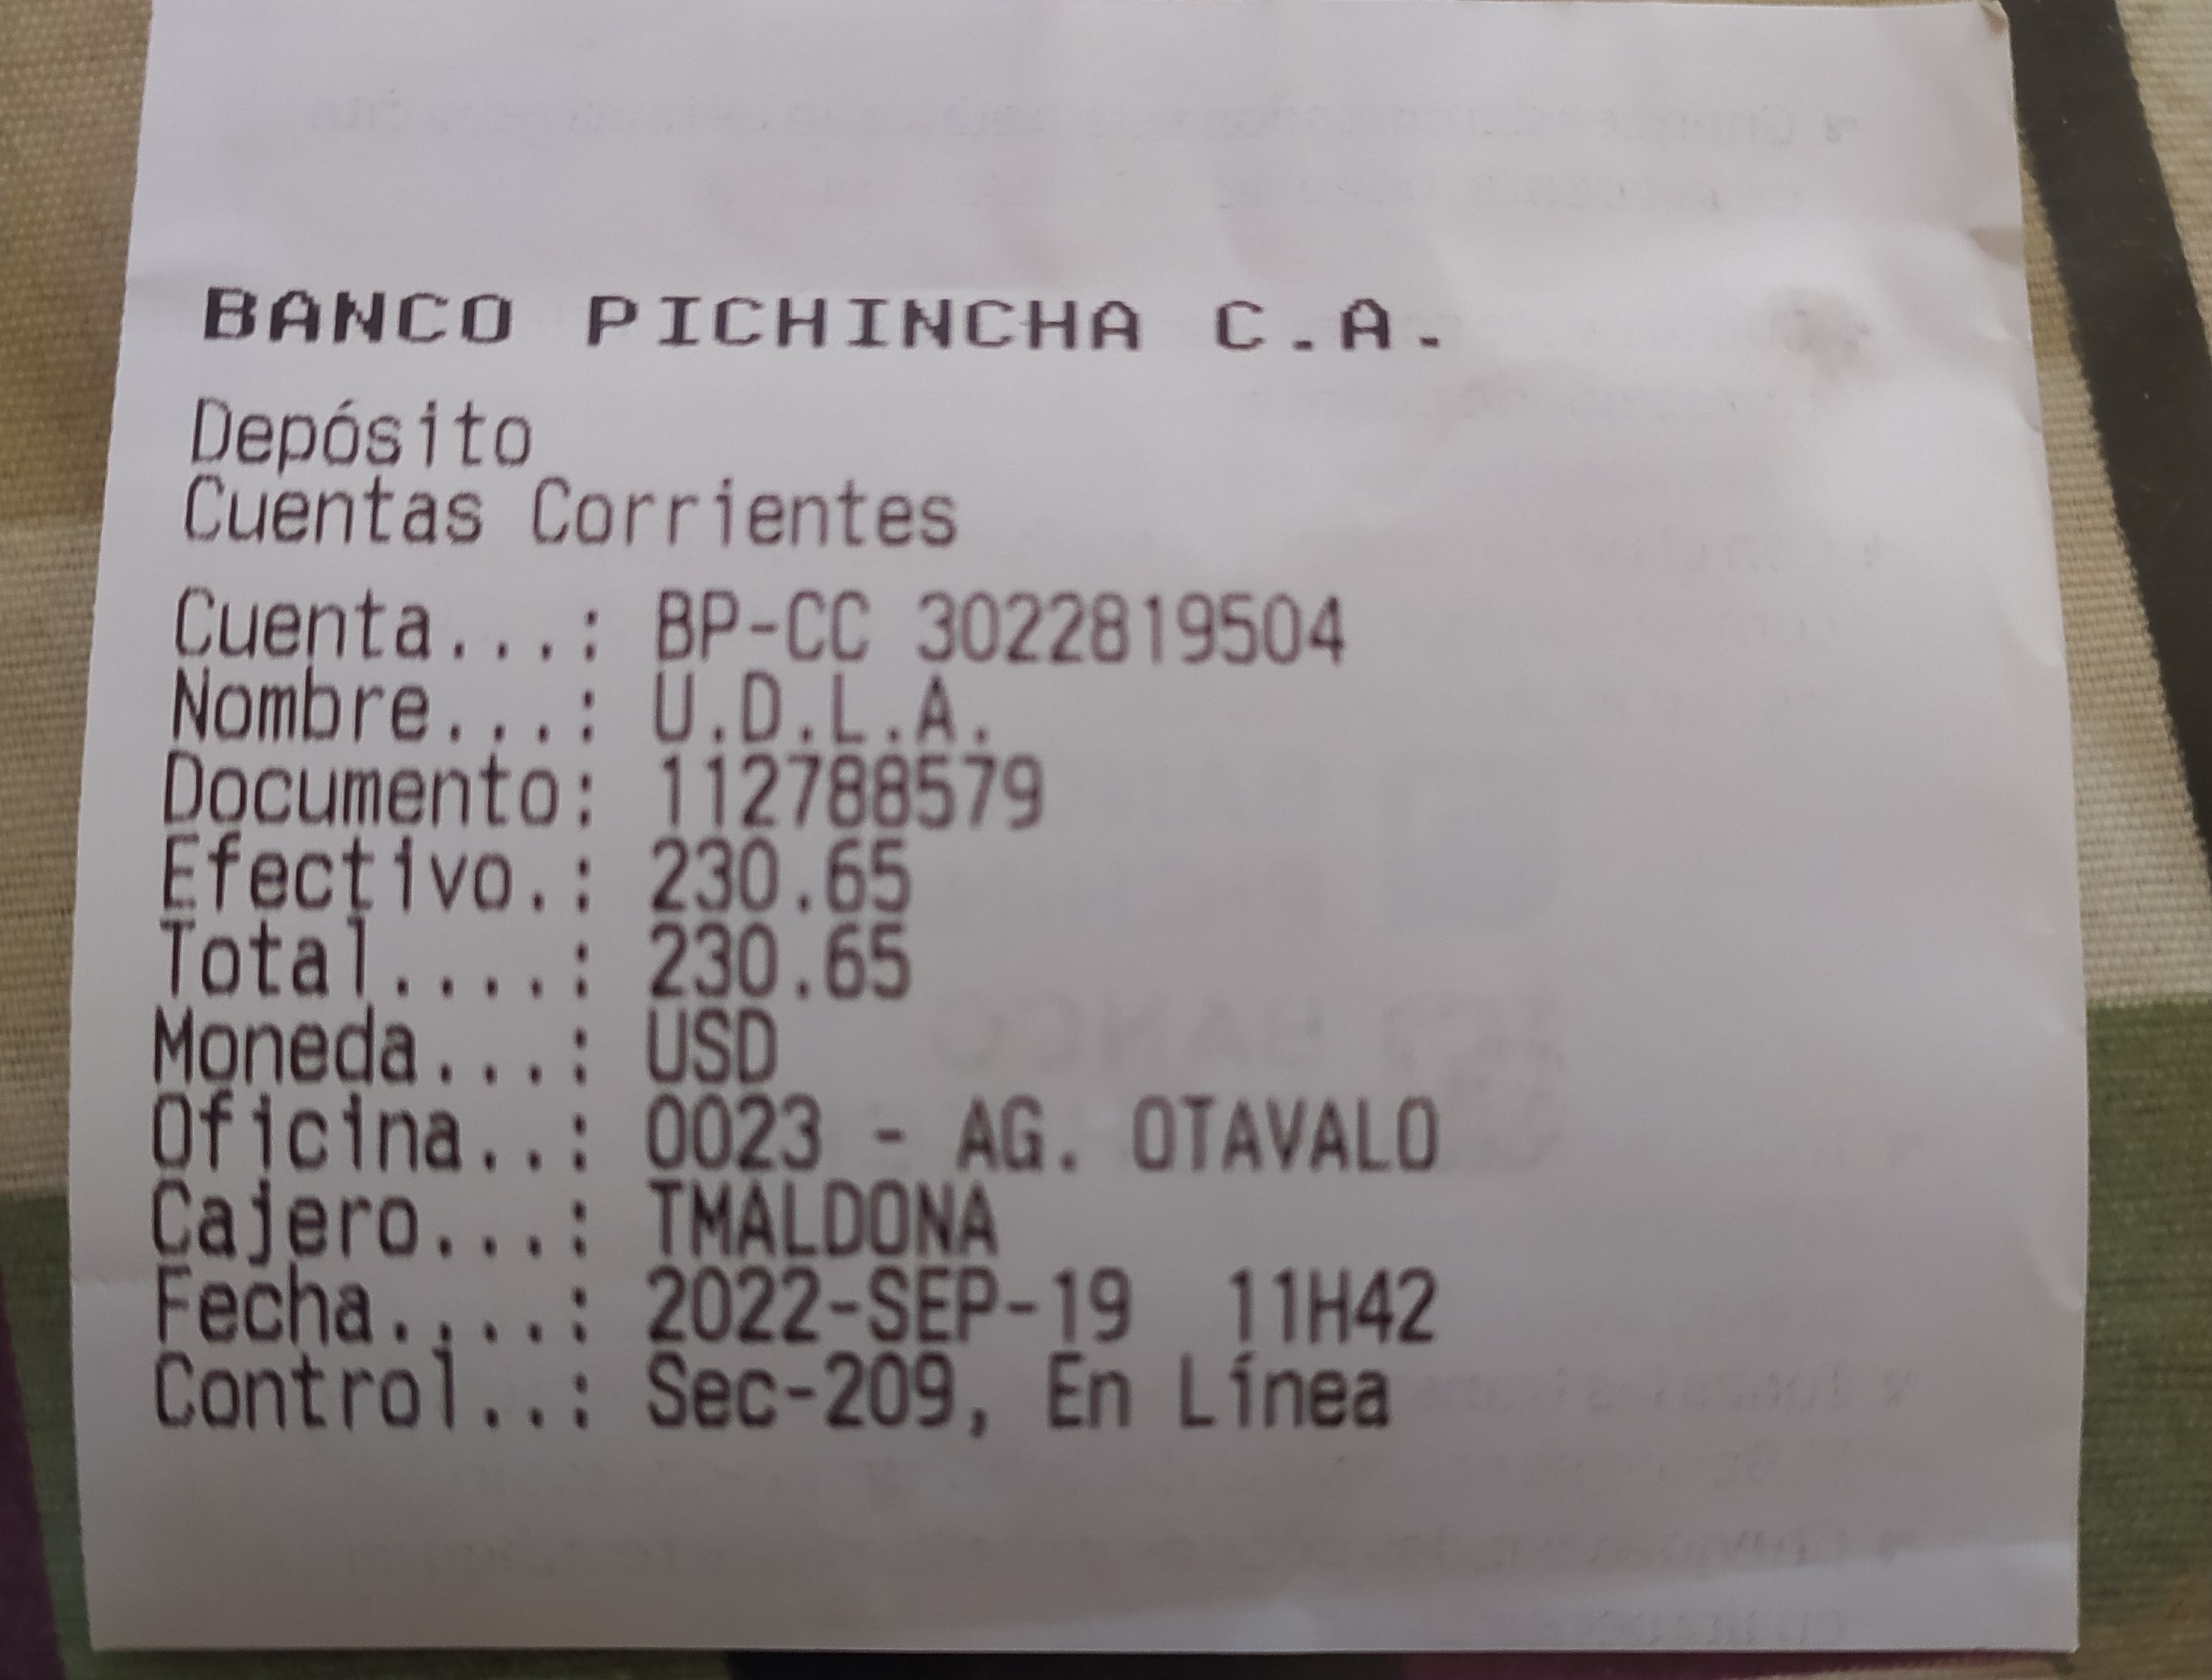 BANCO PICHINCHA C.A.
Depósito
Cuentas Corrientes
Cuenta...: BP-CC 3022819504
Nombre...: U.D.L.A.
Documento: 112788579
Efectivo.: 230.65
Total....: 230.65
Moneda...: USD
Oficina..: 0023 - AG. OTAVALO
Cajero...: TMALDONA
Fecha....: 2022-SEP-19 11H42
Control..: Sec-209, En Línea